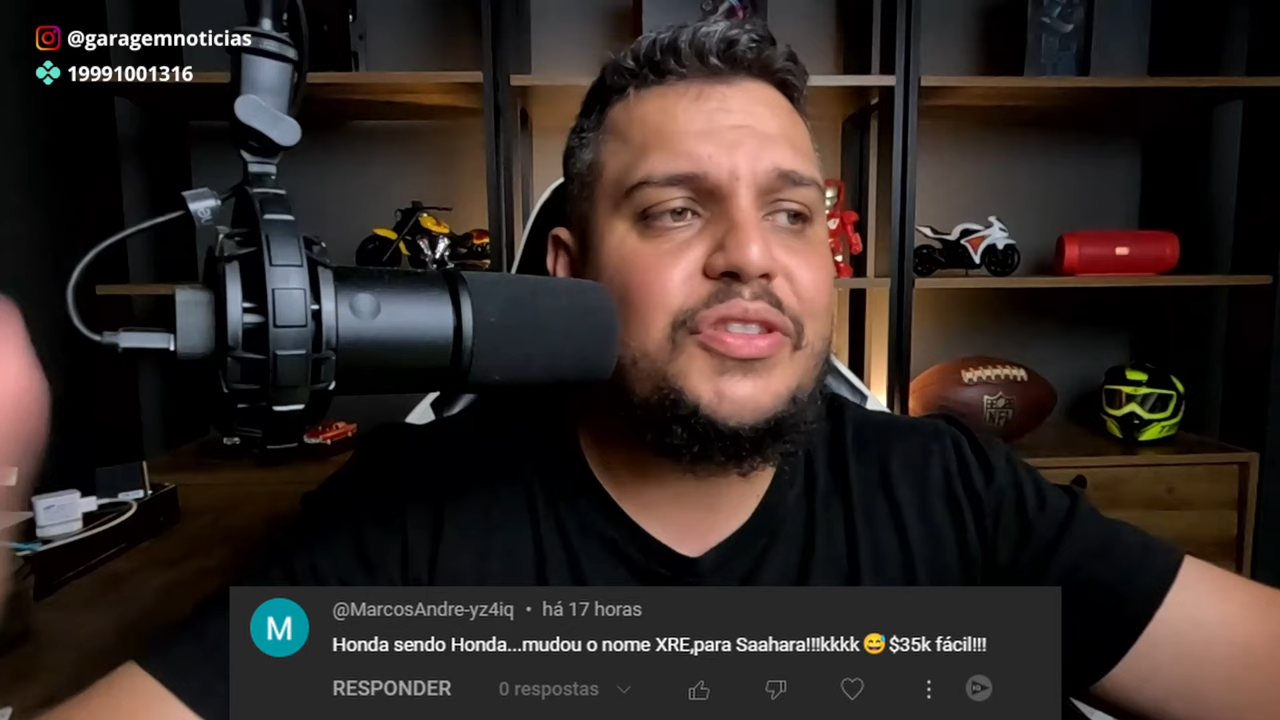 @garagemnoticias
19991001316
NFL
@MarcosAndre-yz4iq • há 17 horas
Honda sendo Honda...mudou o nome XRE,para Saahara!!!kkkk 😅 $35k fácil!!!
RESPONDER
0 respostas